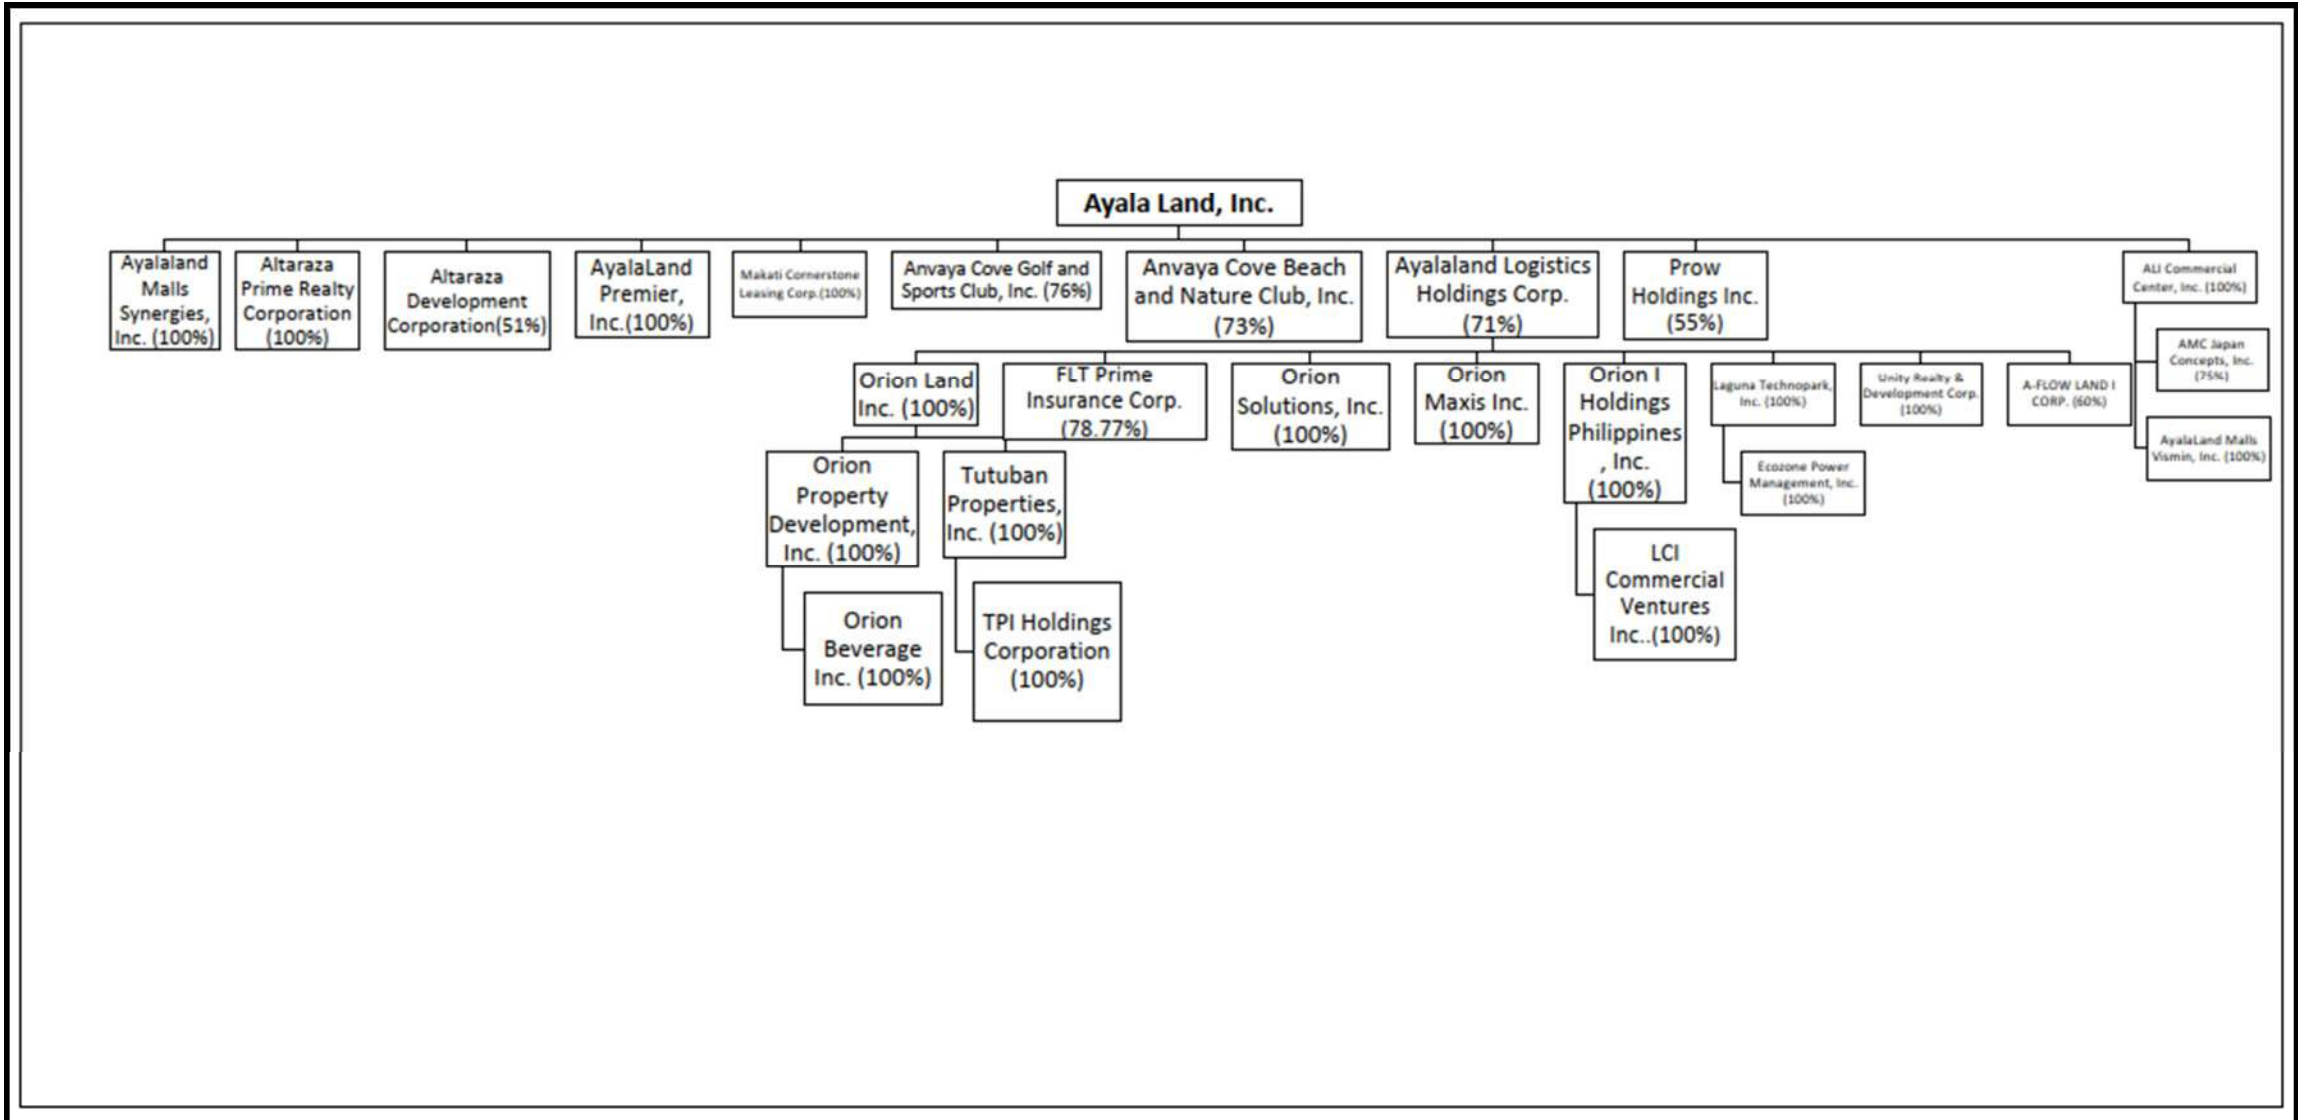 Ayala Land, Inc.
Ayalaland
Malls
Synergies,
Inc. (100%)
Altaraza
Prime Realty
Corporation
(100%)
Altaraza
Development
Corporation(51%)
AyalaLand
Premier,
Inc.(100%)
Makati Cornerstone
Leasing Corp.(100%)
Anvaya Cove Golf and
Sports Club, Inc. (76%)
Anvaya Cove Beach
and Nature Club, Inc.
(73%)
Ayalaland Logistics
Holdings Corp.
(71%)
Prow
Holdings Inc.
(55%)
ALI Commercial
Center, Inc. (100%)
AMC Japan
Concepts, Inc.
(75%)
AyalaLand Malls
Vismin, Inc. (100%)
Orion Land
Inc. (100%)
FLT Prime
Insurance Corp.
(78.77%)
Orion
Solutions, Inc.
(100%)
Orion
Maxis Inc.
(100%)
Orion I
Holdings
Philippines
, Inc.
(100%)
Laguna Technopark,
Inc. (100%)
Unity Realty &
Development Corp.
(100%)
A-FLOW LAND I
CORP. (60%)
Orion
Property
Development,
Inc. (100%)
Tutuban
Properties,
Inc. (100%)
Ecozone Power
Management, Inc.
(100%)
LCI
Commercial
Ventures
Inc..(100%)
Orion
Beverage
Inc. (100%)
TPI Holdings
Corporation
(100%)